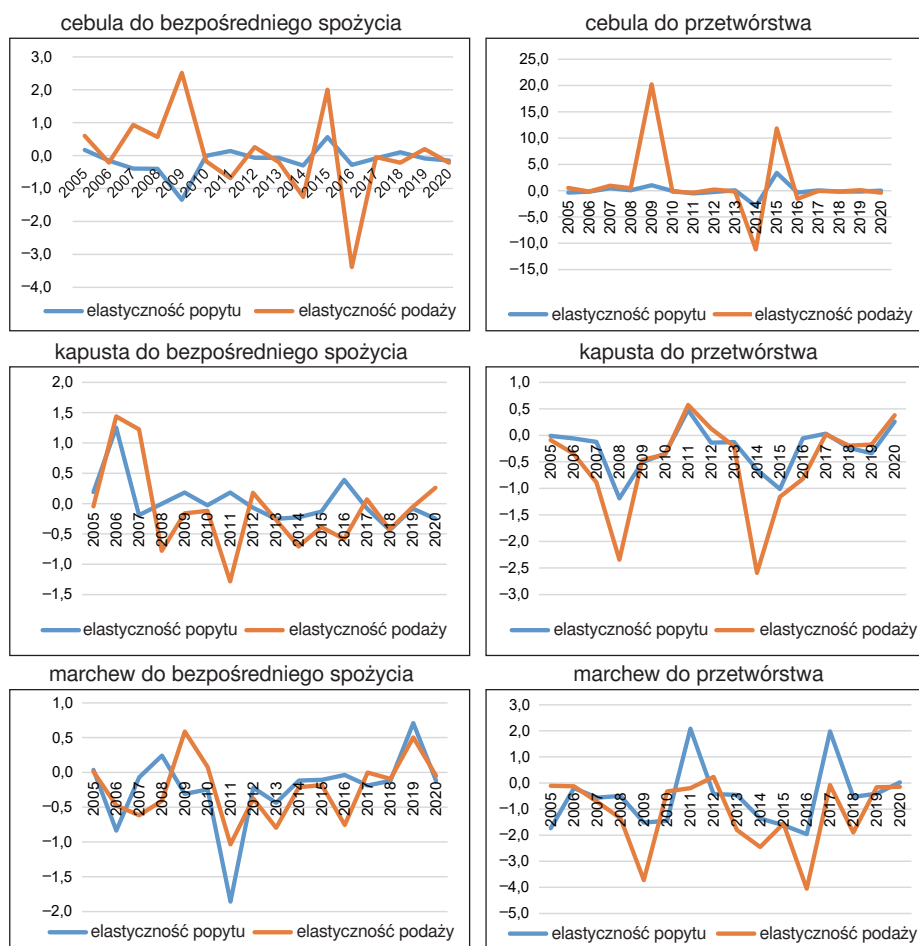 cebula do bezpośredniego spożycia
3,0
2,0
1,0
0,0
−1,0
−2,0
−3,0
−4,0
2005 2006 2007 2008 2009 2010 2011 2012 2013 2014 2015 2016 2017 2018 2019 2020
elastyczność popytu elastyczność podaży
cebula do przetwórstwa
25,0
20,0
15,0
10,0
5,0
0,0
−5,0
−10,0
−15,0
2005 2006 2007 2008 2009 2010 2011 2012 2013 2014 2015 2016 2017 2018 2019 2020
elastyczność popytu elastyczność podaży
kapusta do bezpośredniego spożycia
2,0
1,5
1,0
0,5
0,0
−0,5
−1,0
−1,5
2005 2006 2007 2008 2009 2010 2011 2012 2013 2014 2015 2016 2017 2018 2019 2020
elastyczność popytu elastyczność podaży
kapusta do przetwórstwa
1,0
0,5
0,0
−0,5
−1,0
−1,5
−2,0
−2,5
−3,0
2005 2006 2007 2008 2009 2010 2011 2012 2013 2014 2015 2016 2017 2018 2019 2020
elastyczność popytu elastyczność podaży
marchew do bezpośredniego spożycia
1,0
0,5
0,0
−0,5
−1,0
−1,5
−2,0
2005 2006 2007 2008 2009 2010 2011 2012 2013 2014 2015 2016 2017 2018 2019 2020
elastyczność popytu elastyczność podaży
marchew do przetwórstwa
3,0
2,0
1,0
0,0
−1,0
−2,0
−3,0
−4,0
−5,0
2005 2006 2007 2008 2009 2010 2011 2012 2013 2014 2015 2016 2017 2018 2019 2020
elastyczność popytu elastyczność podaży